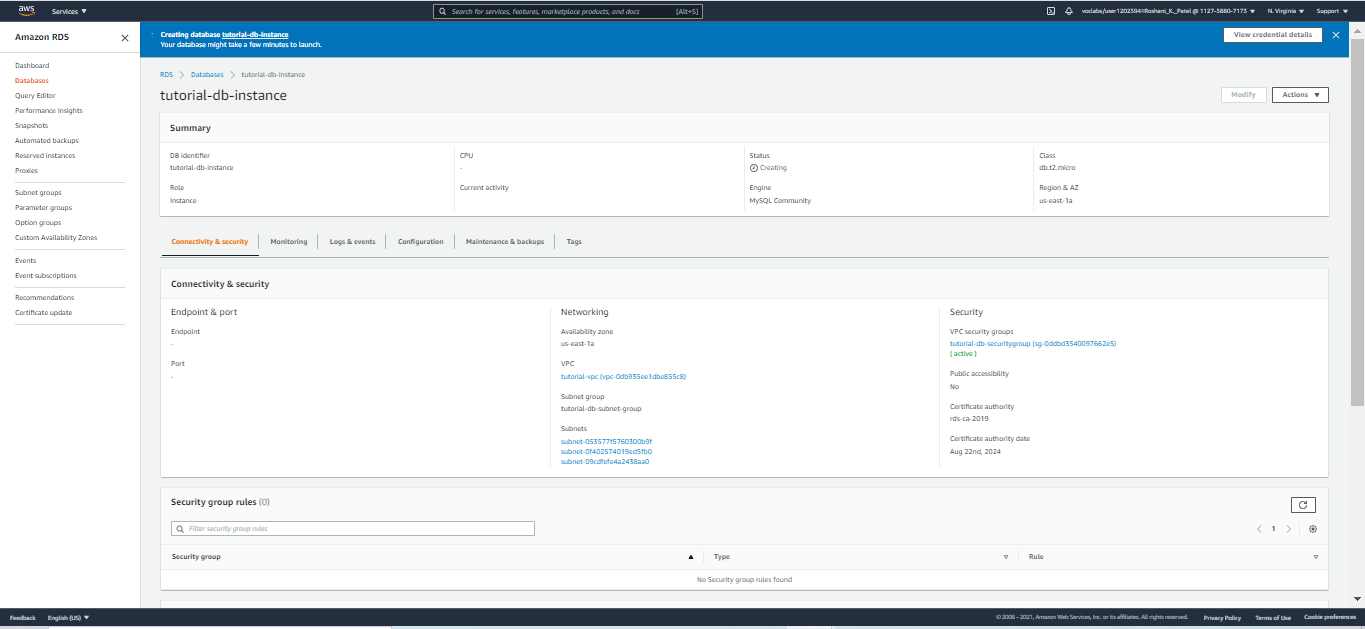 aws
Services
Search for services, features, marketplace products, and docs [Alt+S]
voclabs/user1202594=Roshani_K._Patel @ 1127-5880-7173
N. Virginia
Support
Amazon RDS
Dashboard
Databases
Query Editor
Performance Insights
Snapshots
Automated backups
Reserved instances
Proxies
Subnet groups
Parameter groups
Option groups
Custom Availability Zones
Events
Event subscriptions
Recommendations
Certificate update
Creating database tutorial-db-instance
Your database might take a few minutes to launch.
View credential details
RDS
Databases
tutorial-db-instance
tutorial-db-instance
Modify
Actions
Summary
DB identifier
tutorial-db-instance
CPU
-
Status
Creating
Class
db.t2.micro
Role
Instance
Current activity
Engine
MySQL Community
Region & AZ
us-east-1a
Connectivity & security
Monitoring
Logs & events
Configuration
Maintenance & backups
Tags
Connectivity & security
Endpoint & port
Endpoint
-
Port
-
Networking
Availability zone
us-east-1a
VPC
tutorial-vpc (vpc-0db935ee1dbe855c8)
Subnet group
tutorial-db-subnet-group
Subnets
subnet-053577f5760300b9f
subnet-0f402574019ed5fb0
subnet-09cdfefe4a2438aa0
Security
VPC security groups
tutorial-db-securitygroup (sg-0ddbd3540097662e5)
( active )
Public accessibility
No
Certificate authority
rds-ca-2019
Certificate authority date
Aug 22nd, 2024
Security group rules (0)
Filter security group rules
1
Security group
Type
Rule
No Security group rules found
Feedback
English (US)
© 2008 - 2021, Amazon Web Services, Inc. or its affiliates. All rights reserved.
Privacy Policy
Terms of Use
Cookie preferences